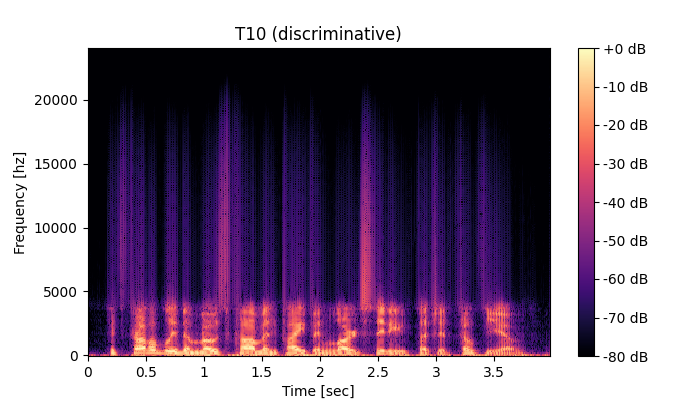 T10 (discriminative)
+0 dB
20000
-10 dB
-20 dB
15000
-30 dB
Frequency [hz]
10000
-40 dB
-50 dB
5000
-60 dB
-70 dB
0
-80 dB
0 0.5 1 1.5 2 2.5 3 3.5
Time [sec]